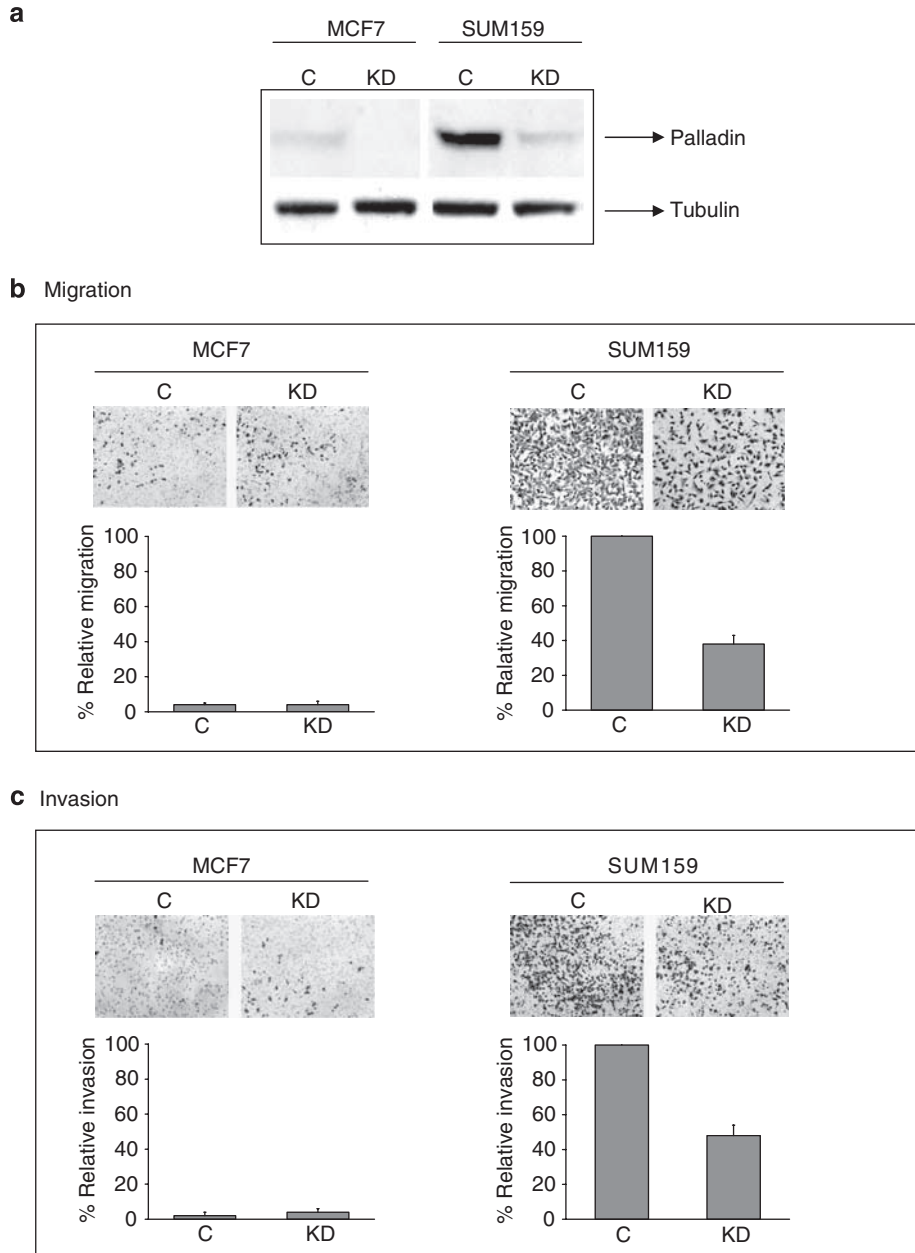 a
MCF7 SUM159
C KD C KD
Palladin
Tubulin
b Migration
MCF7
C KD
% Relative migration
100
80
60
40
20
0
C KD
SUM159
C KD
% Ralative migration
100
80
60
40
20
0
C KD
c Invasion
MCF7
C KD
% Relative invasion
100
80
60
40
20
0
C KD
SUM159
C KD
% Relative invasion
100
80
60
40
20
0
C KD